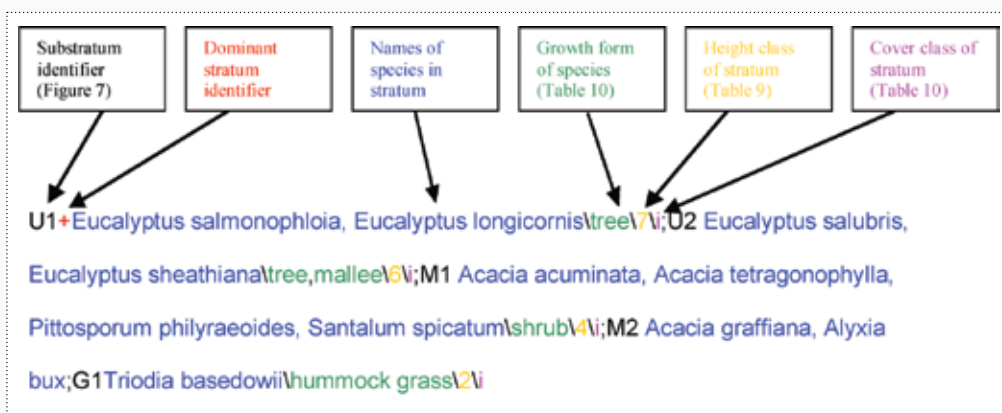 Substratum
identifier
(Figure 7)
Dominant
stratum
identifier
Names of
species in
stratum
Growth form
of species
(Table 10)
Height class
of stratum
(Table 9)
Cover class of
stratum
(Table 10)
U1+Eucalyptus salmonophloia, Eucalyptus longicornis\tree\7\i;U2 Eucalyptus salubris,
Eucalyptus sheathiana\tree,mallee\6\i;M1 Acacia acuminata, Acacia tetragonophylla,
Pittosporum philyraeoides, Santalum spicatum\shrub\4\i;M2 Acacia graffiana, Alyxia
bux;G1Triodia basedowii\hummock grass\2\i